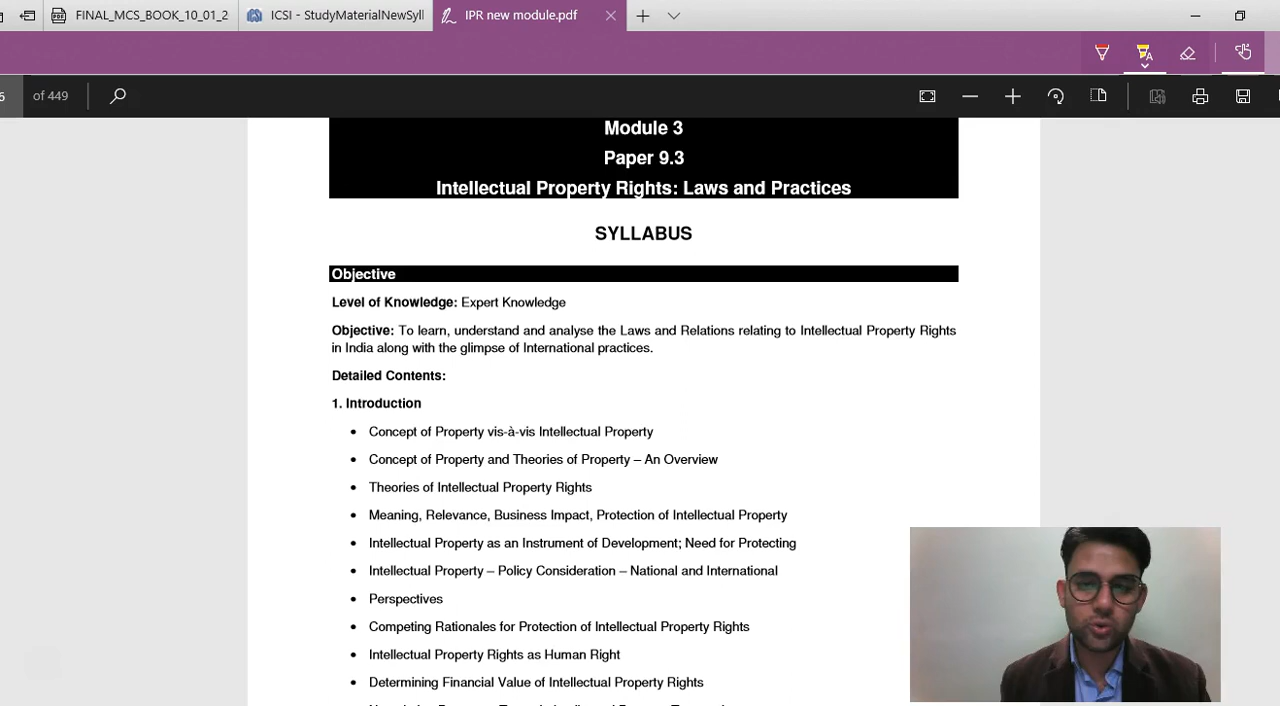 FINAL_MCS_BOOK_10_01_2
ICSI - StudyMaterialNewSyll
IPR new module.pdf
of 449
Module 3
Paper 9.3
Intellectual Property Rights: Laws and Practices
SYLLABUS
Objective
Level of Knowledge: Expert Knowledge
Objective: To learn, understand and analyse the Laws and Relations relating to Intellectual Property Rights
in India along with the glimpse of International practices.
Detailed Contents:
1. Introduction
• Concept of Property vis-à-vis Intellectual Property
• Concept of Property and Theories of Property – An Overview
• Theories of Intellectual Property Rights
• Meaning, Relevance, Business Impact, Protection of Intellectual Property
• Intellectual Property as an Instrument of Development; Need for Protecting
• Intellectual Property – Policy Consideration – National and International
• Perspectives
• Competing Rationales for Protection of Intellectual Property Rights
• Intellectual Property Rights as Human Right
• Determining Financial Value of Intellectual Property Rights